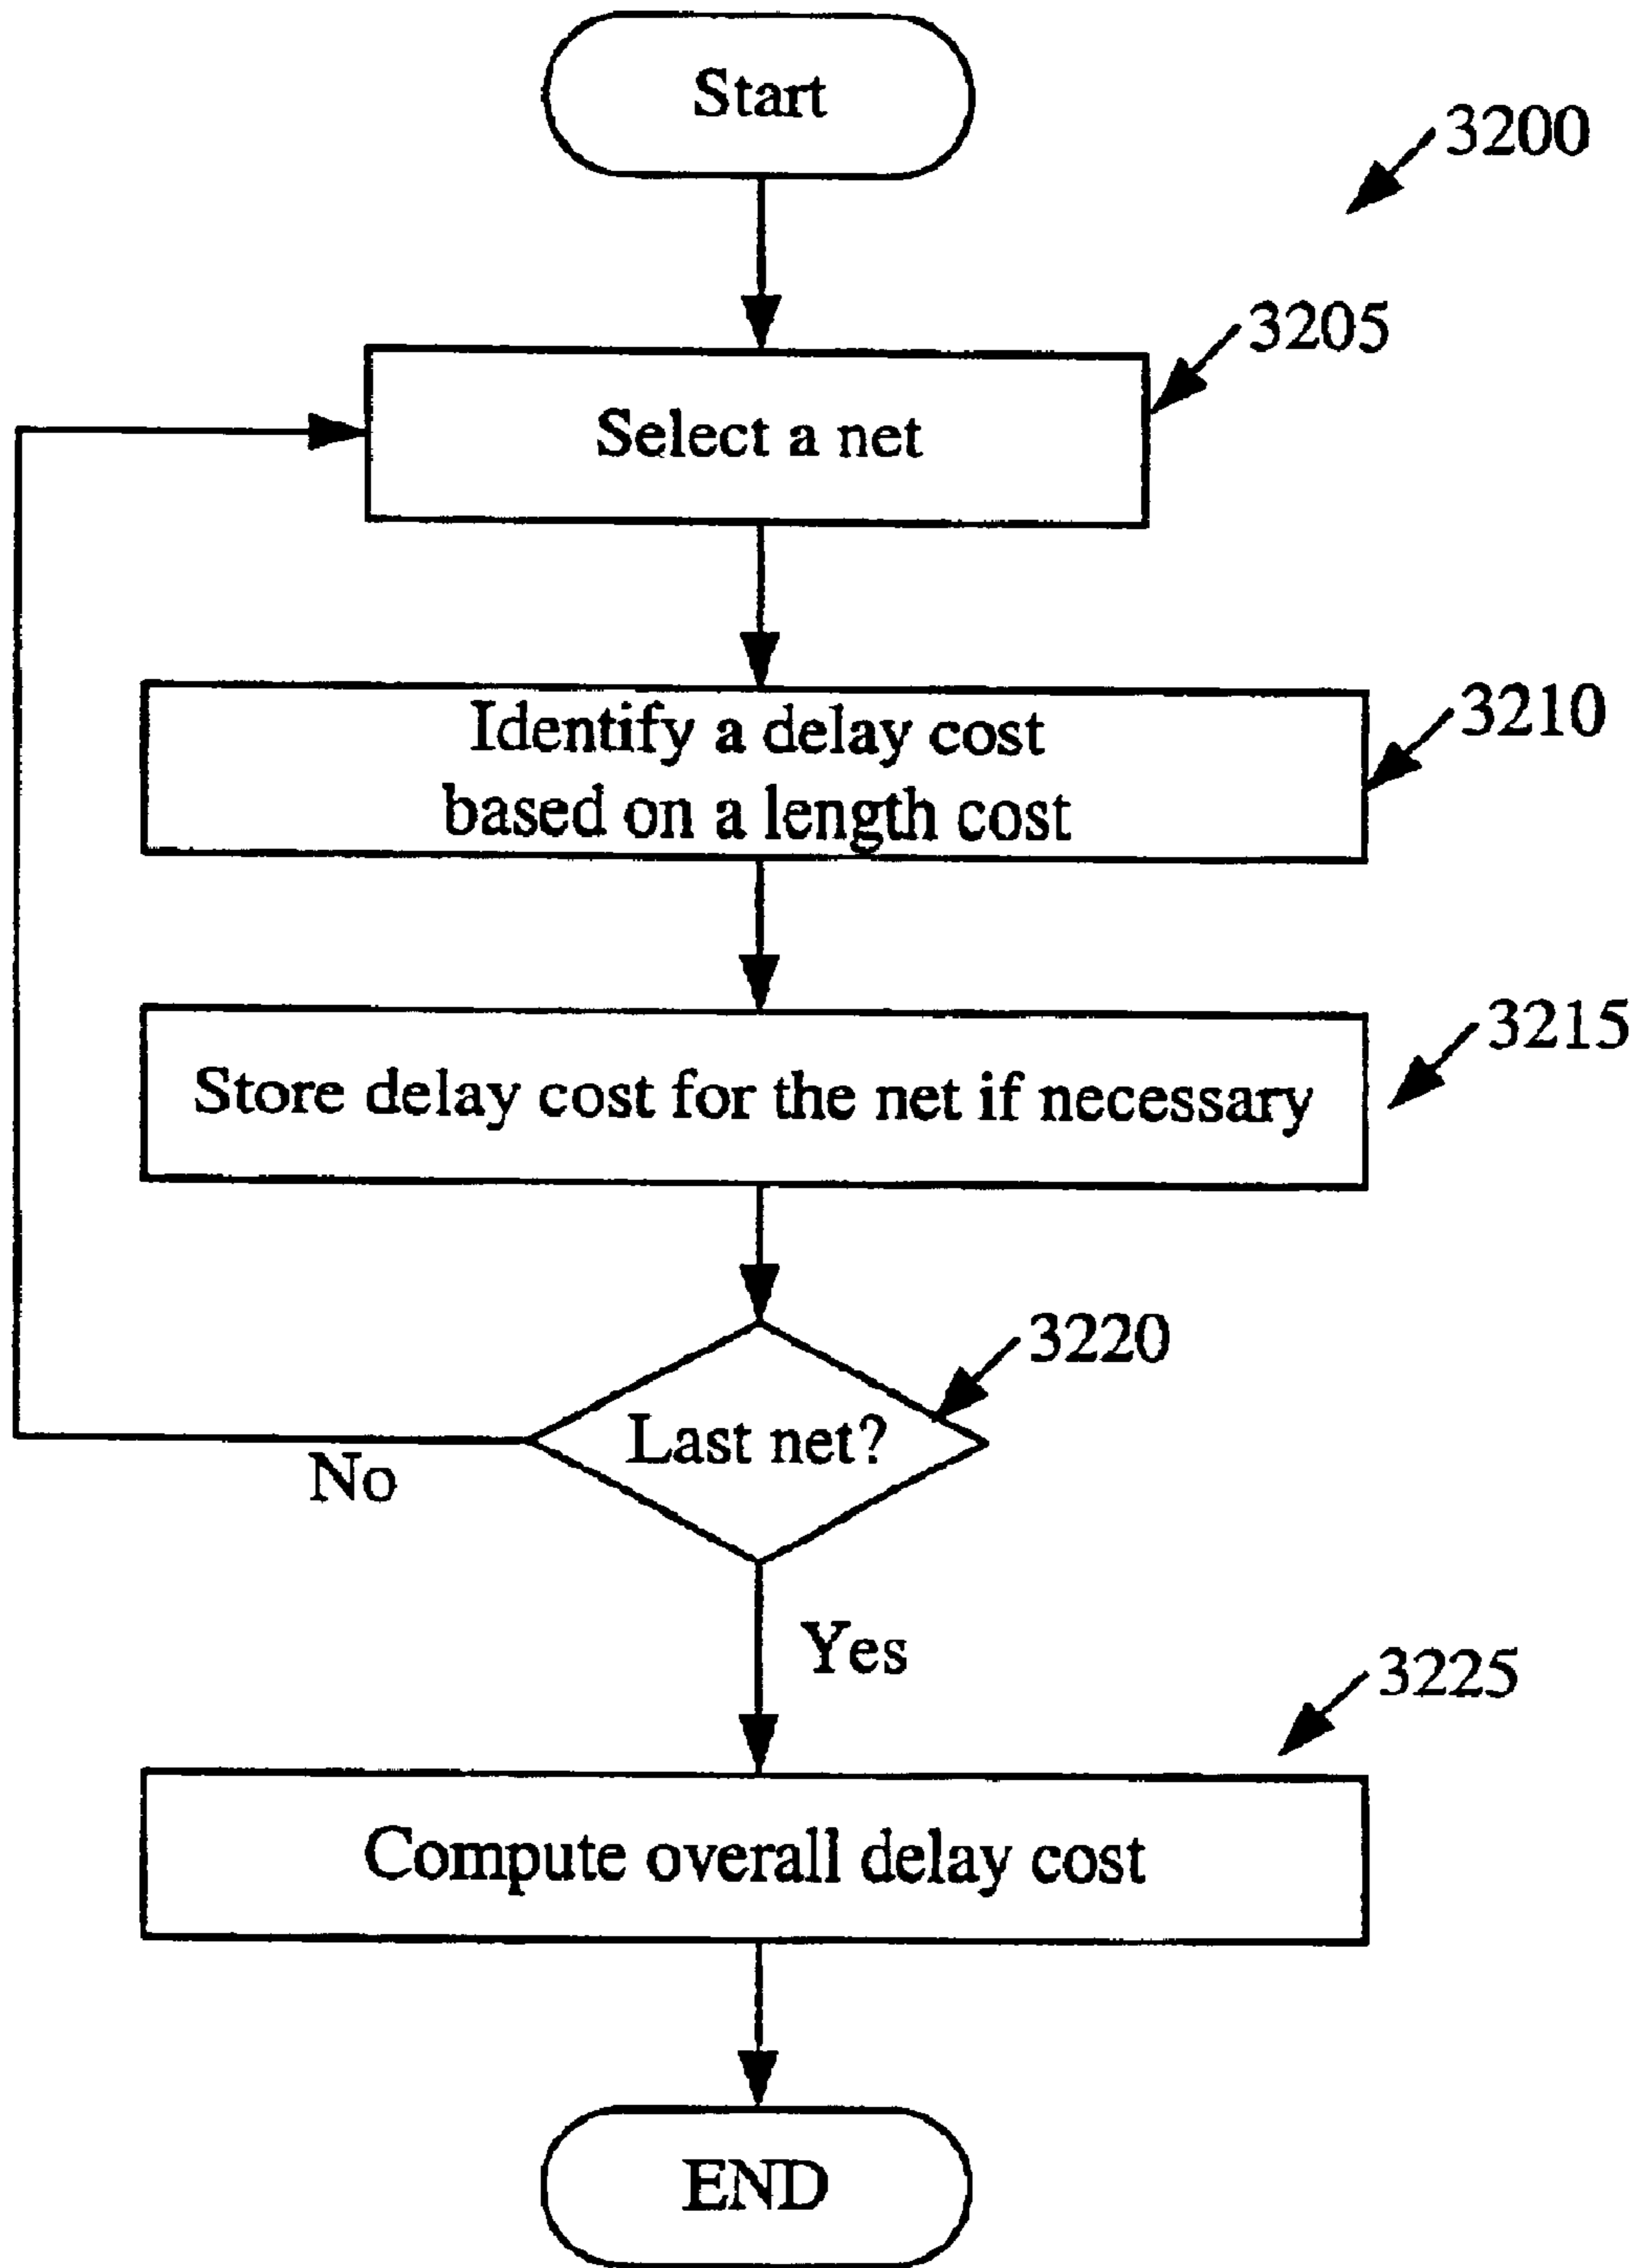 Start
3200
3205
Select a net
3210
Identify a delay cost
based on a length cost
3215
Store delay cost for the net if necessary
3220
Last net?
No
Yes
3225
Compute overall delay cost
END